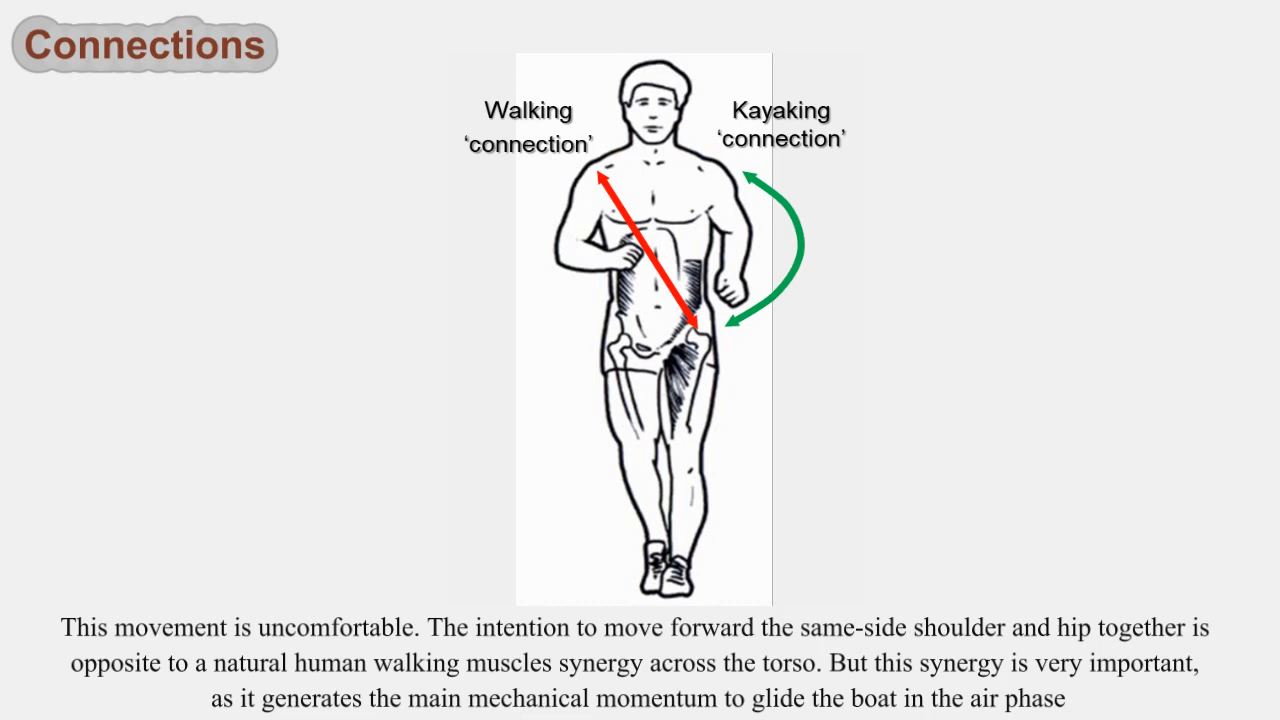 Connections
Walking
‘connection’
Kayaking
‘connection’
This movement is uncomfortable. The intention to move forward the same-side shoulder and hip together is
opposite to a natural human walking muscles synergy across the torso. But this synergy is very important,
as it generates the main mechanical momentum to glide the boat in the air phase